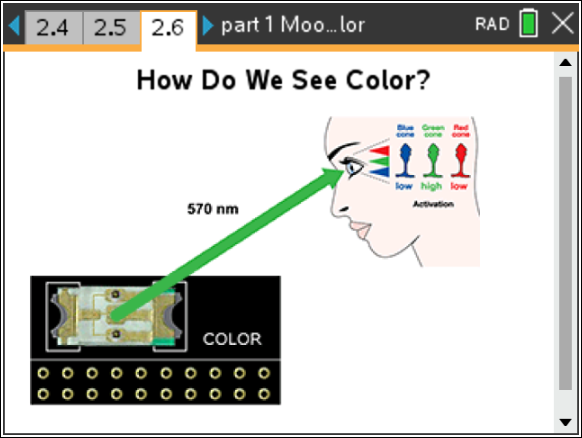 2.4 2.5 2.6 part 1 Moo...lor RAD
How Do We See Color?
Blue Green Red
cone cone cone
low high low
Activation
570 nm
COLOR